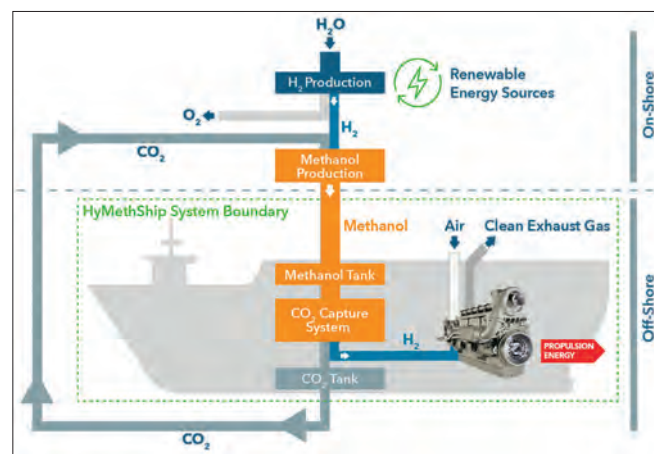 H₂O
H₂ Production
Renewable
Energy Sources
On-Shore
O₂
H₂
CO₂
Methanol
Production
HyMethShip System Boundary
Methanol
Air
Clean Exhaust Gas
Methanol Tank
CO₂ Capture
System
H₂
PROPULSION
ENERGY
Off-Shore
CO₂ Tank
CO₂